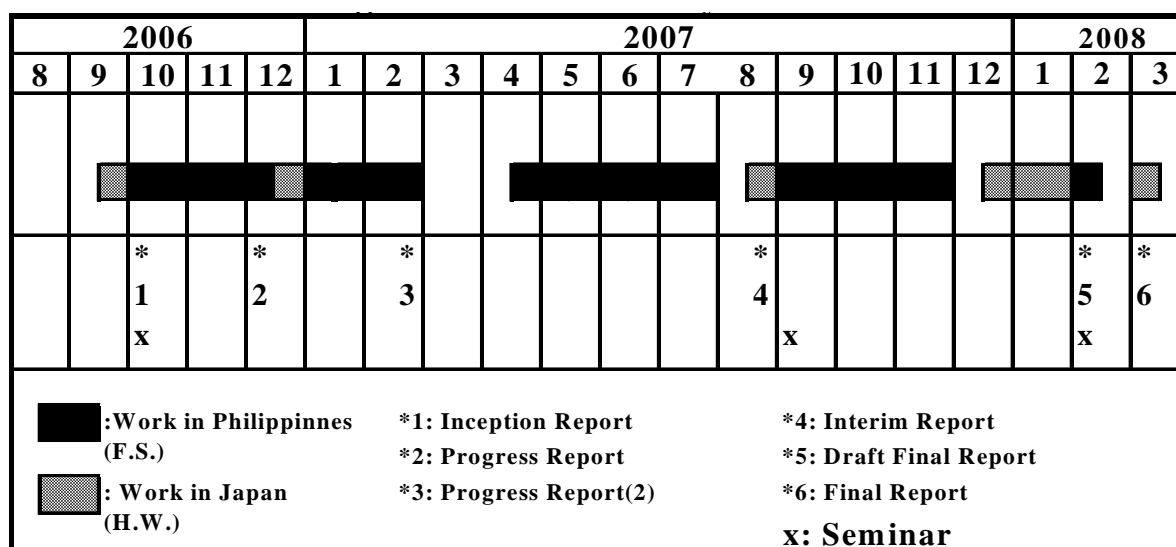 2006 2007 2008
8 9 10 11 12 1 2 3 4 5 6 7 8 9 10 11 12 1 2 3
* * * * * *
1 2 3 4 5 6
x x x
:Work in Philippinnes
(F.S.)
: Work in Japan
(H.W.)
*1: Inception Report
*2: Progress Report
*3: Progress Report(2)
*4: Interim Report
*5: Draft Final Report
*6: Final Report
x: Seminar